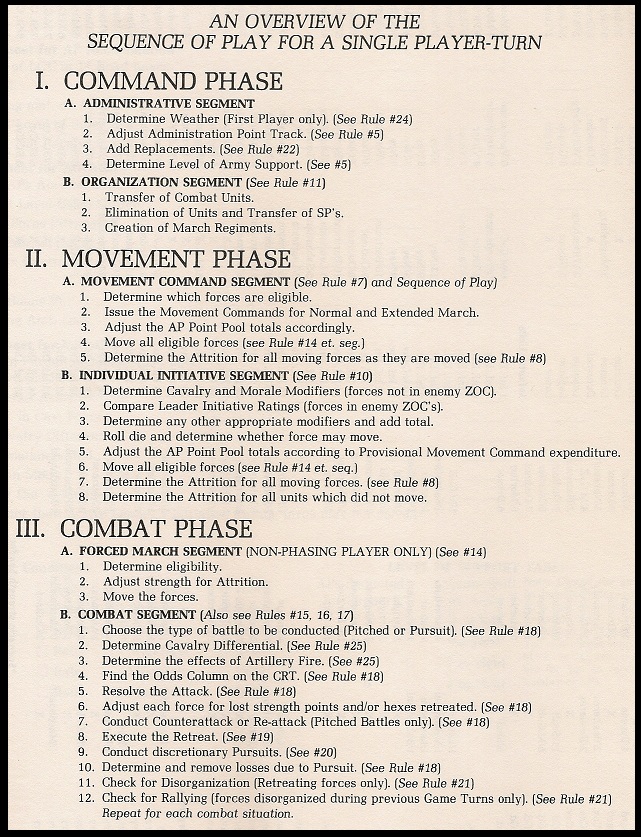 AN OVERVIEW OF THE
SEQUENCE OF PLAY FOR A SINGLE PLAYER-TURN
I. COMMAND PHASE
A. ADMINISTRATIVE SEGMENT
1. Determine Weather (First Player only). (See Rule #24)
2. Adjust Administration Point Track. (See Rule #5)
3. Add Replacements. (See Rule #22)
4. Determine Level of Army Support. (See #5)
B. ORGANIZATION SEGMENT (See Rule #11)
1. Transfer of Combat Units.
2. Elimination of Units and Transfer of SP's.
3. Creation of March Regiments.
II. MOVEMENT PHASE
A. MOVEMENT COMMAND SEGMENT (See Rule #7) and Sequence of Play)
1. Determine which forces are eligible.
2. Issue the Movement Commands for Normal and Extended March.
3. Adjust the AP Point Pool totals accordingly.
4. Move all eligible forces (see Rule #14 et. seg.)
5. Determine the Attrition for all moving forces as they are moved (see Rule #8)
B. INDIVIDUAL INITIATIVE SEGMENT (See Rule #10)
1. Determine Cavalry and Morale Modifiers (forces not in enemy ZOC).
2. Compare Leader Initiative Ratings (forces in enemy ZOC's).
3. Determine any other appropriate modifiers and add total.
4. Roll die and determine whether force may move.
5. Adjust the AP Point Pool totals according to Provisional Movement Command expenditure.
6. Move all eligible forces (see Rule #14 et. seq.)
7. Determine the Attrition for all moving forces. (see Rule #8)
8. Determine the Attrition for all units which did not move.
III. COMBAT PHASE
A. FORCED MARCH SEGMENT (NON-PHASING PLAYER ONLY) (See #14)
1. Determine eligibility.
2. Adjust strength for Attrition.
3. Move the forces.
B. COMBAT SEGMENT (Also see Rules #15, 16, 17)
1. Choose the type of battle to be conducted (Pitched or Pursuit). (See Rule #18)
2. Determine Cavalry Differential. (See Rule #25)
3. Determine the effects of Artillery Fire. (See #25)
4. Find the Odds Column on the CRT. (See Rule #18)
5. Resolve the Attack. (See Rule #18)
6. Adjust each force for lost strength points and/or hexes retreated. (See Rule #18)
7. Conduct Counterattack or Re-attack (Pitched Battles only). (See #18)
8. Execute the Retreat. (See #19)
9. Conduct discretionary Pursuits. (See #20)
10. Determine and remove losses due to Pursuit. (See Rule #18)
11. Check for Disorganization (Retreating forces only). (See Rule #21)
12. Check for Rallying (forces disorganized during previous Game Turns only). (See Rule #21)
Repeat for each combat situation.